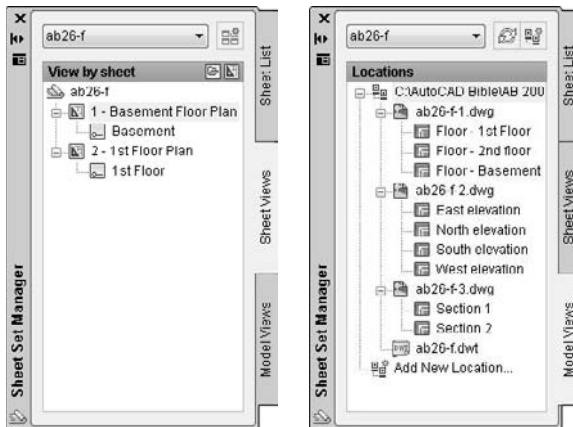 ab26-f
View by sheet
ab26-f
1 - Basement Floor Plan
Basement
2 - 1st Floor Plan
1st Floor
Sheet List
Sheet Views
Model Views
Sheet Set Manager
ab26-f
Locations
C:\AutoCAD Bible\AB 200
ab26-f-1.dwg
Floor - 1st Floor
Floor - 2nd floor
Floor - Basement
ab26-f-2.dwg
East elevation
North elevation
South elevation
West elevation
ab26-f-3.dwg
Section 1
Section 2
ab26-f.dwt
Add New Location...
Sheet List
Sheet Views
Model Views
Sheet Set Manager